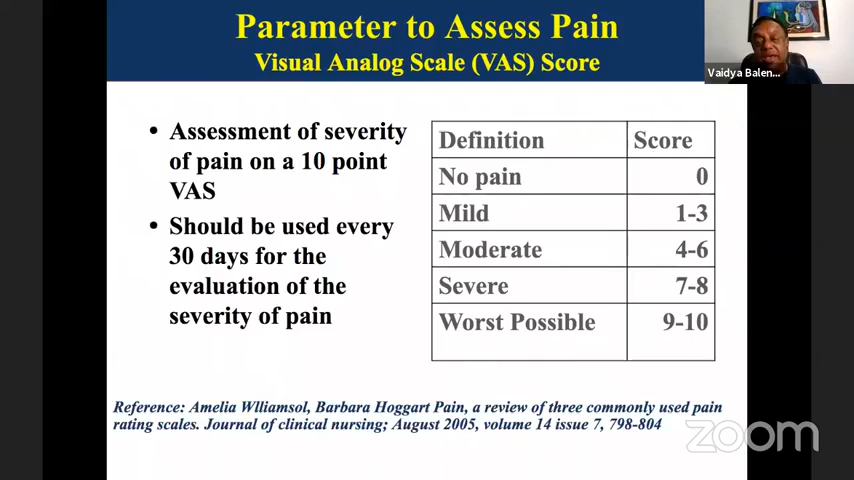 Parameter to Assess Pain
Visual Analog Scale (VAS) Score
Vaidya Balen...
• Assessment of severity
of pain on a 10 point
VAS
• Should be used every
30 days for the
evaluation of the
severity of pain
Definition Score
No pain 0
Mild 1-3
Moderate 4-6
Severe 7-8
Worst Possible 9-10
Reference: Amelia Wlliamsol, Barbara Hoggart Pain, a review of three commonly used pain
rating scales. Journal of clinical nursing; August 2005, volume 14 issue 7, 798-804
zoom